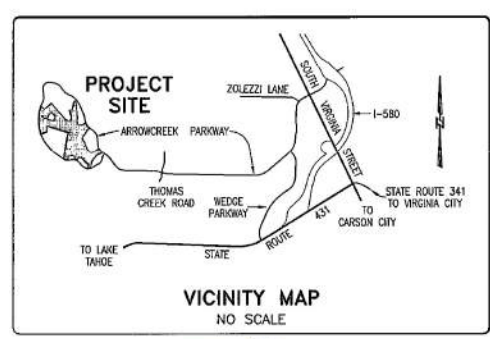 PROJECT
SITE
ZOLEZZI LANE
SOUTH
VIRGINIA
STREET
I-580
N
ARROWCREEK PARKWAY
THOMAS
CREEK ROAD
WEDGE
PARKWAY
STATE ROUTE 341
TO VIRGINIA CITY
TO
CARSON CITY
TO LAKE
TAHOE
STATE ROUTE 431
VICINITY MAP
NO SCALE